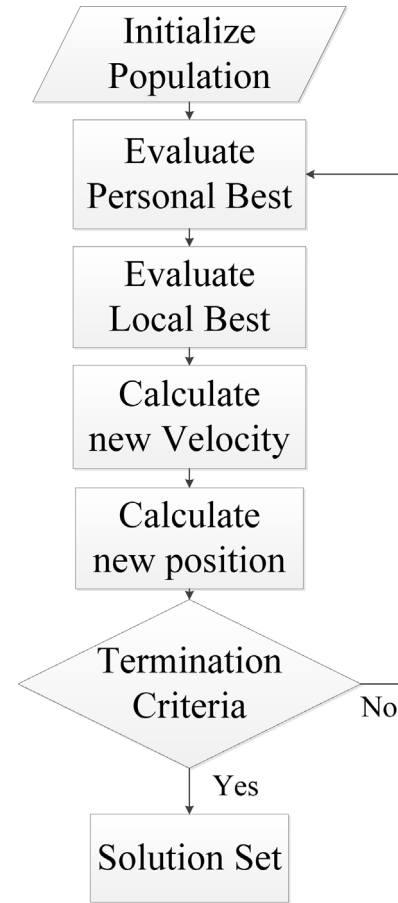 Initialize
Population
Evaluate
Personal Best
Evaluate
Local Best
Calculate
new Velocity
Calculate
new position
Termination
Criteria
No
Yes
Solution Set